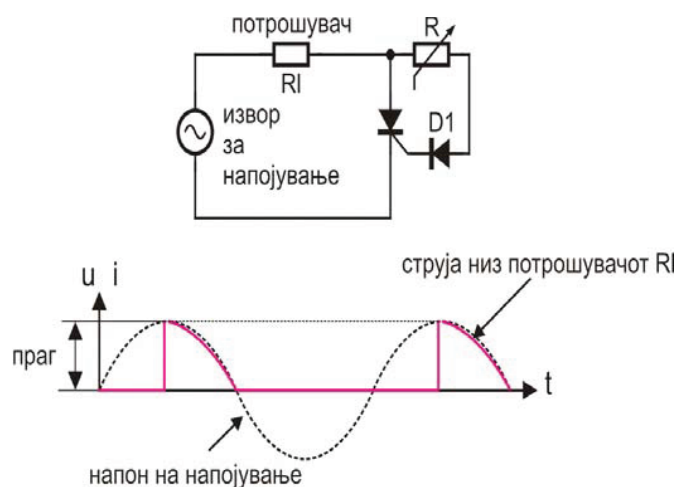 потрошувач
R
Rl
D1
извор
за
напојување
u i
струја низ потрошувачот Rl
праг
t
напон на напојување